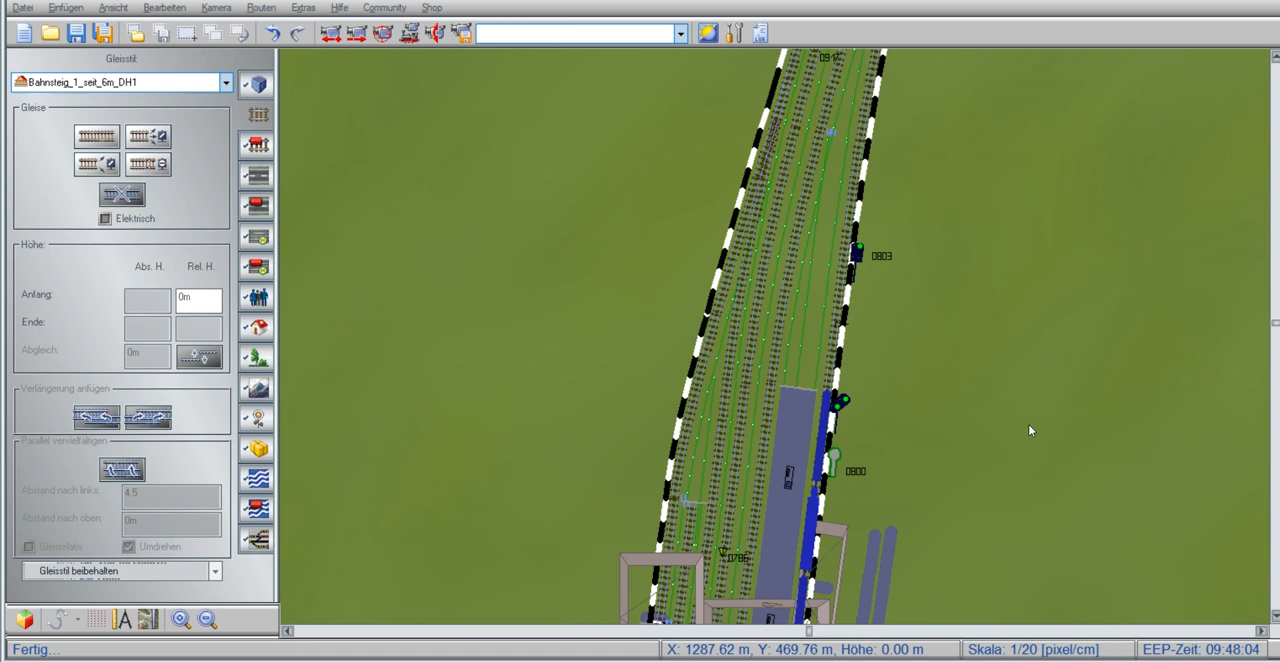 Datei Einfügen Ansicht Bearbeiten Kamera Routen Extras Hilfe Community Shop
Gleisstil:
Bahnsteig_1_seit_6m_DH1
Gleise
Elektrisch
Höhe:
Abs. H. Rel. H.
Anfang: 0m
Ende:
Abgleich: 0m
Verlängerung anfügen
Parallel vervielfältigen
Abstand nach links: 4.5
Abstand nach oben: 0m
Gleisrelativ Umdrehen
Gleisstil beibehalten
0803
0800
0786
Fertig... X: 1287.62 m, Y: 469.76 m, Höhe: 0.00 m Skala: 1/20 [pixel/cm] EEP-Zeit: 09:48:04